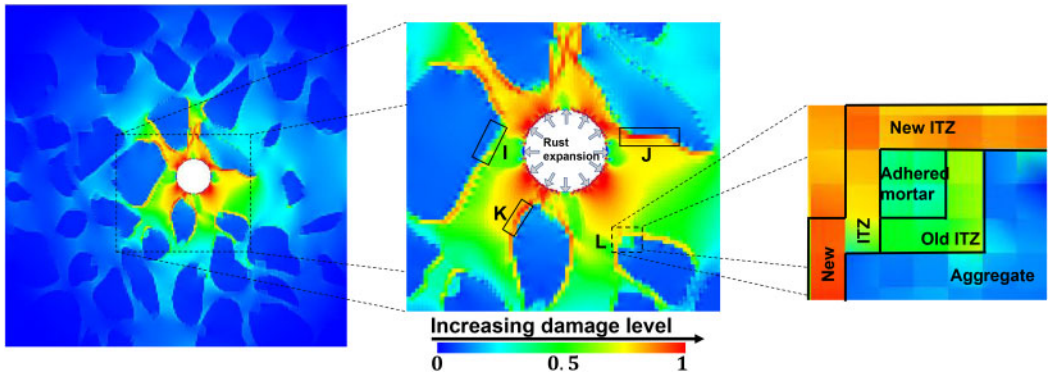 Rust
expansion
I
J
K
L
Increasing damage level
0
0.5
1
New ITZ
Adhered
mortar
Old ITZ
ITZ
New
Aggregate